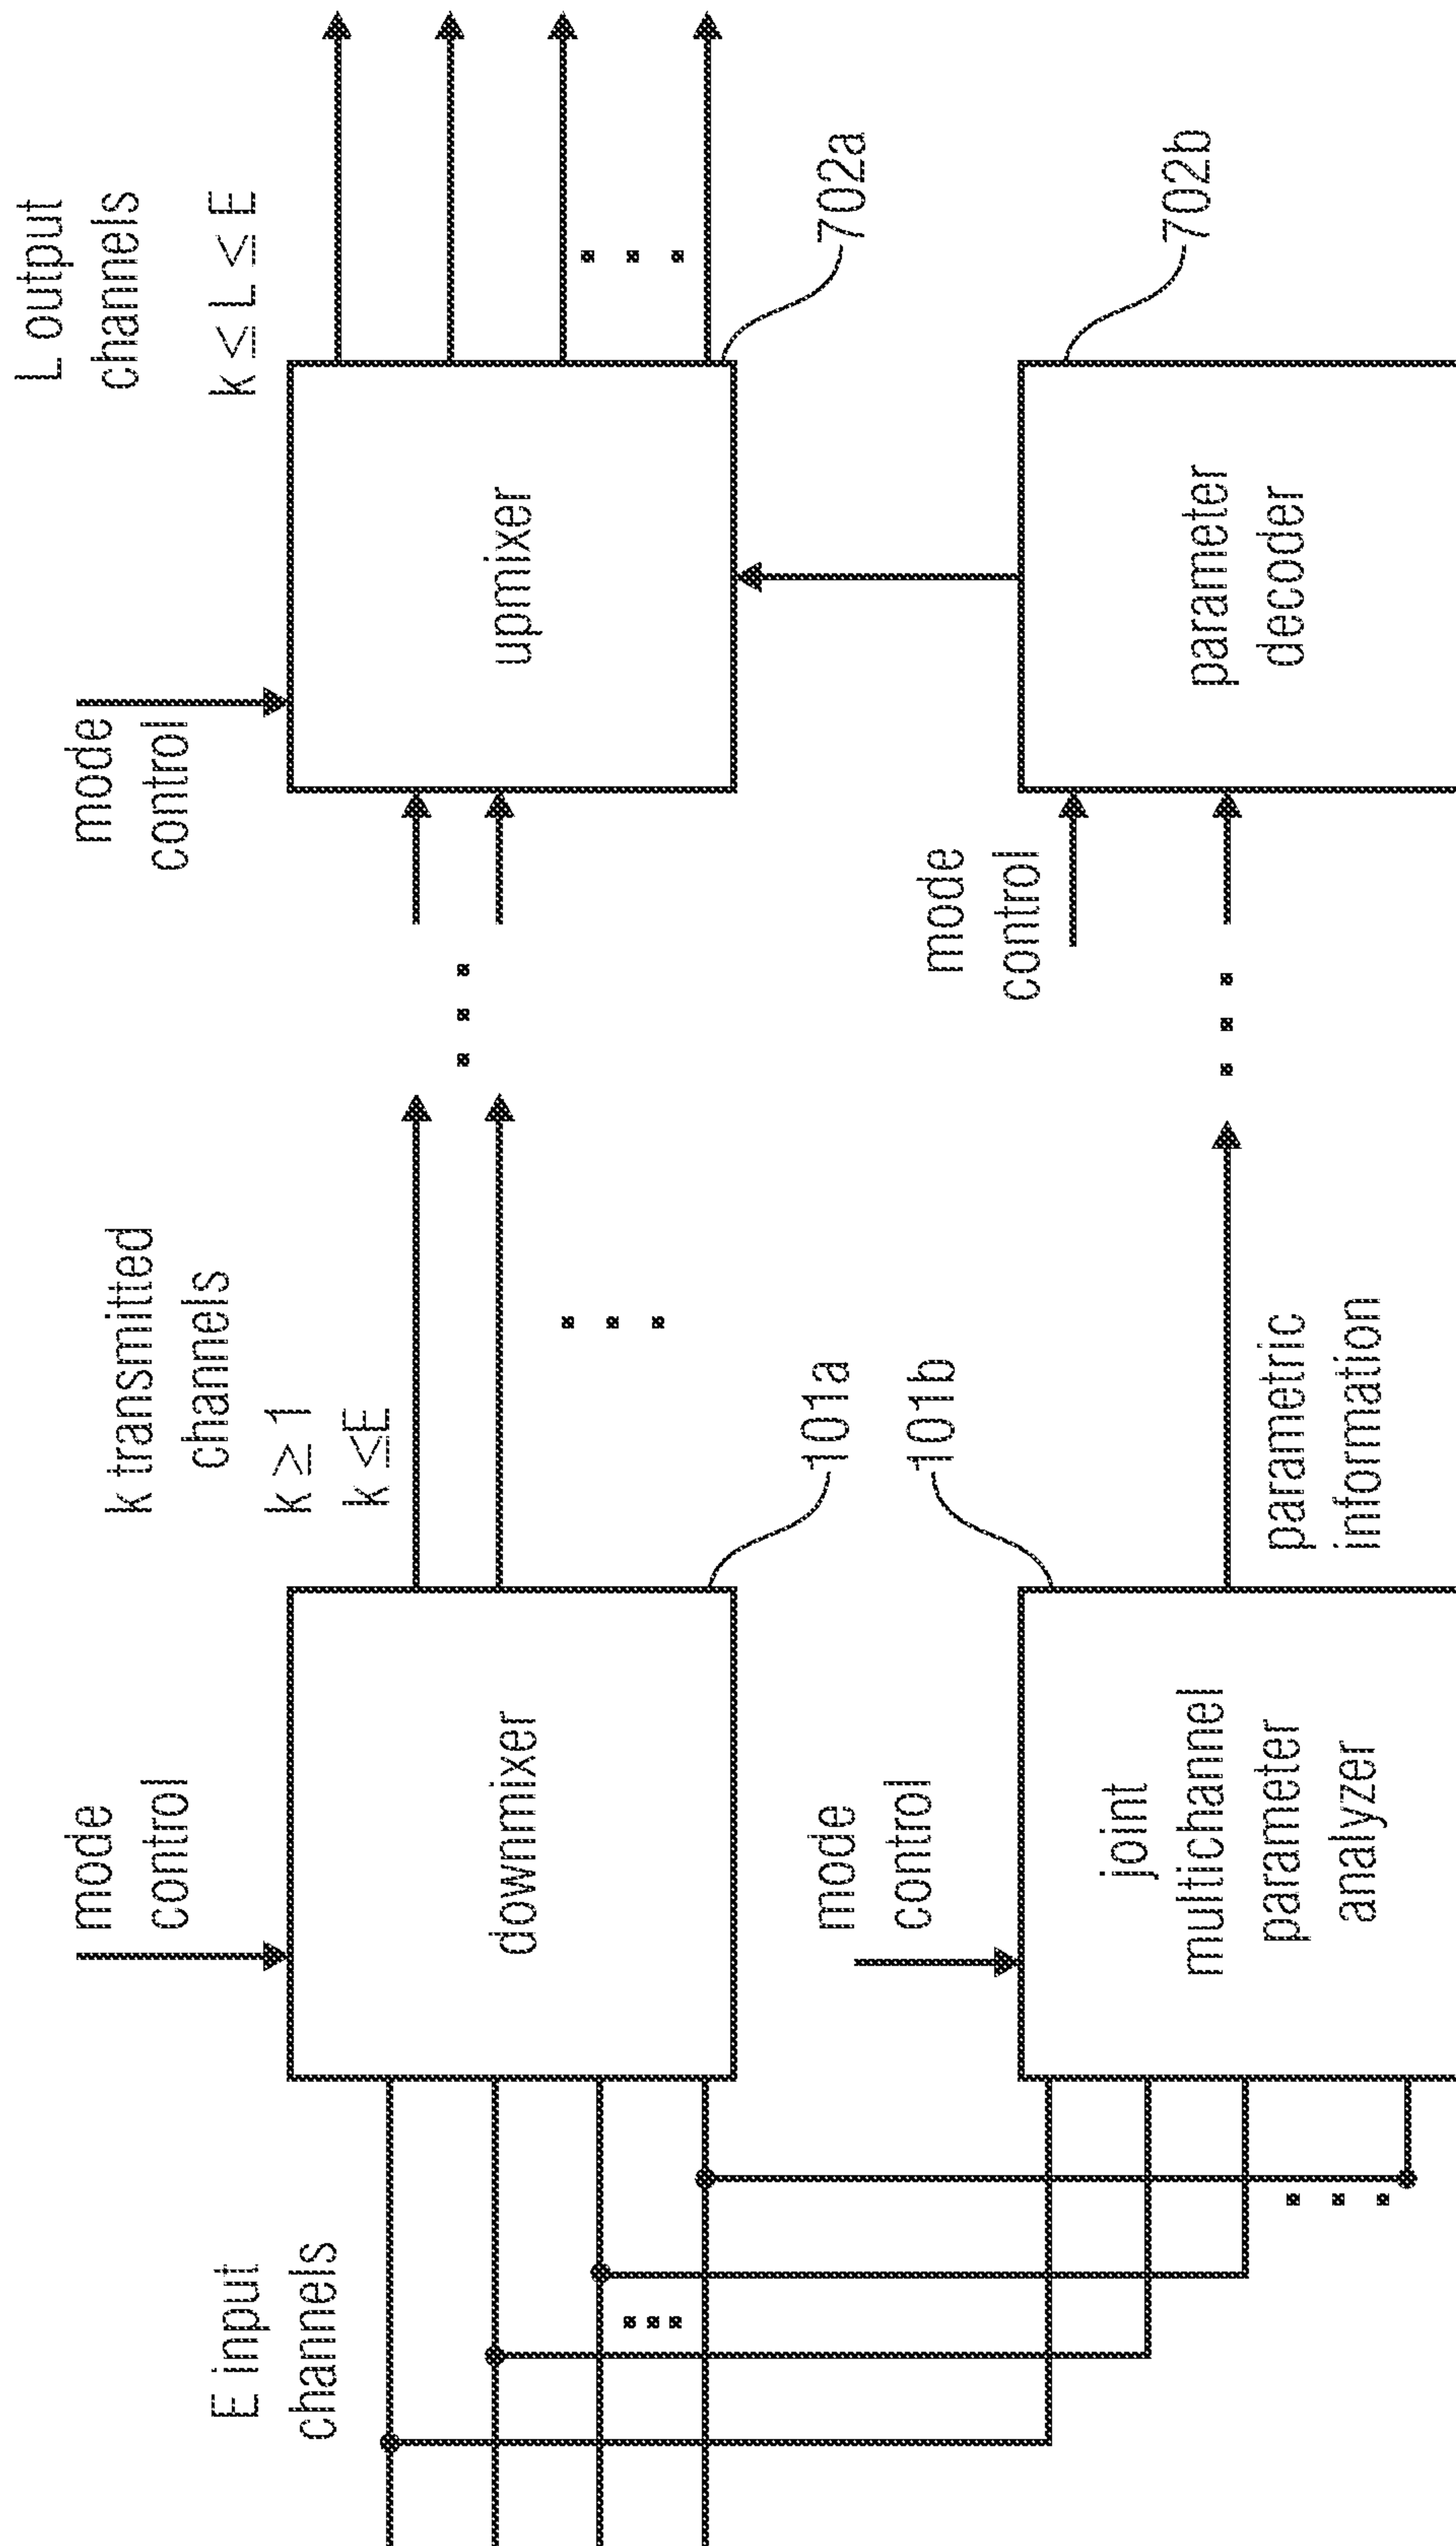 E input
channels
mode
control
downmixer
101a
k transmitted
channels
k ≥ 1
k ≤E
mode
control
upmixer
702a
L output
channels
k ≤ L ≤ E
mode
control
joint
multichannel
parameter
analyzer
101b
parametric
information
mode
control
parameter
decoder
702b